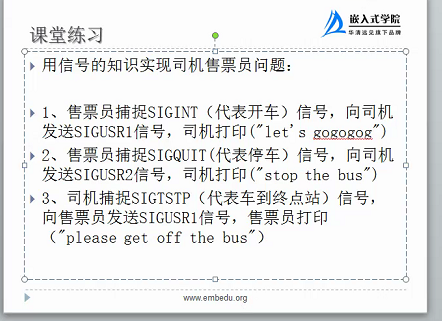 嵌入式学院
华清远见旗下品牌
课堂练习
用信号的知识实现司机售票员问题：
1、售票员捕捉SIGINT（代表开车）信号，向司机
发送SIGUSR1信号，司机打印("let's gogogog")
2、售票员捕捉SIGQUIT(代表停车）信号，向司机
发送SIGUSR2信号，司机打印("stop the bus")
3、司机捕捉SIGTSTP（代表车到终点站）信号，
向售票员发送SIGUSR1信号，售票员打印
（"please get off the bus"）
www.embedu.org